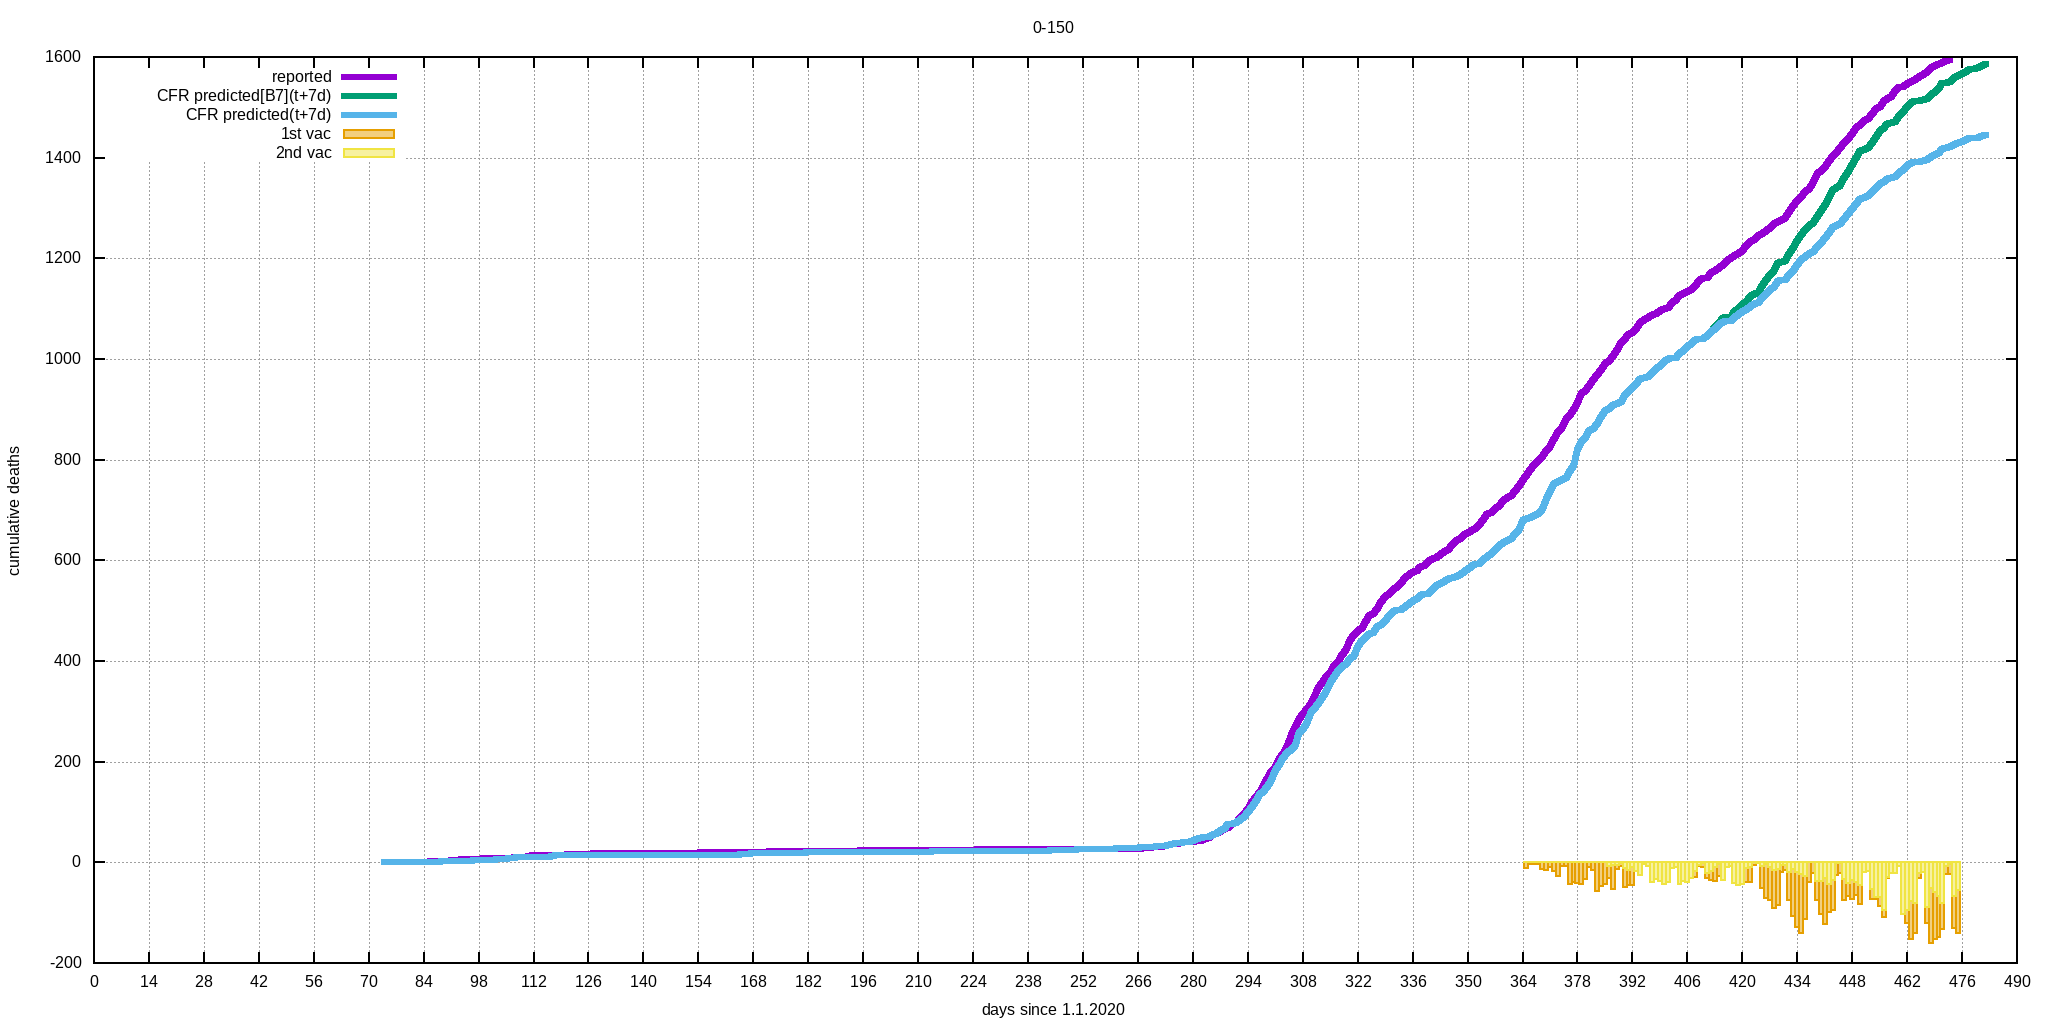 0-150
reported
CFR predicted[B7](t+7d)
CFR predicted(t+7d)
1st vac
2nd vac
1600
1400
1200
1000
800
600
400
200
0
-200
cumulative deaths
0 14 28 42 56 70 84 98 112 126 140 154 168 182 196 210 224 238 252 266 280 294 308 322 336 350 364 378 392 406 420 434 448 462 476 490
days since 1.1.2020